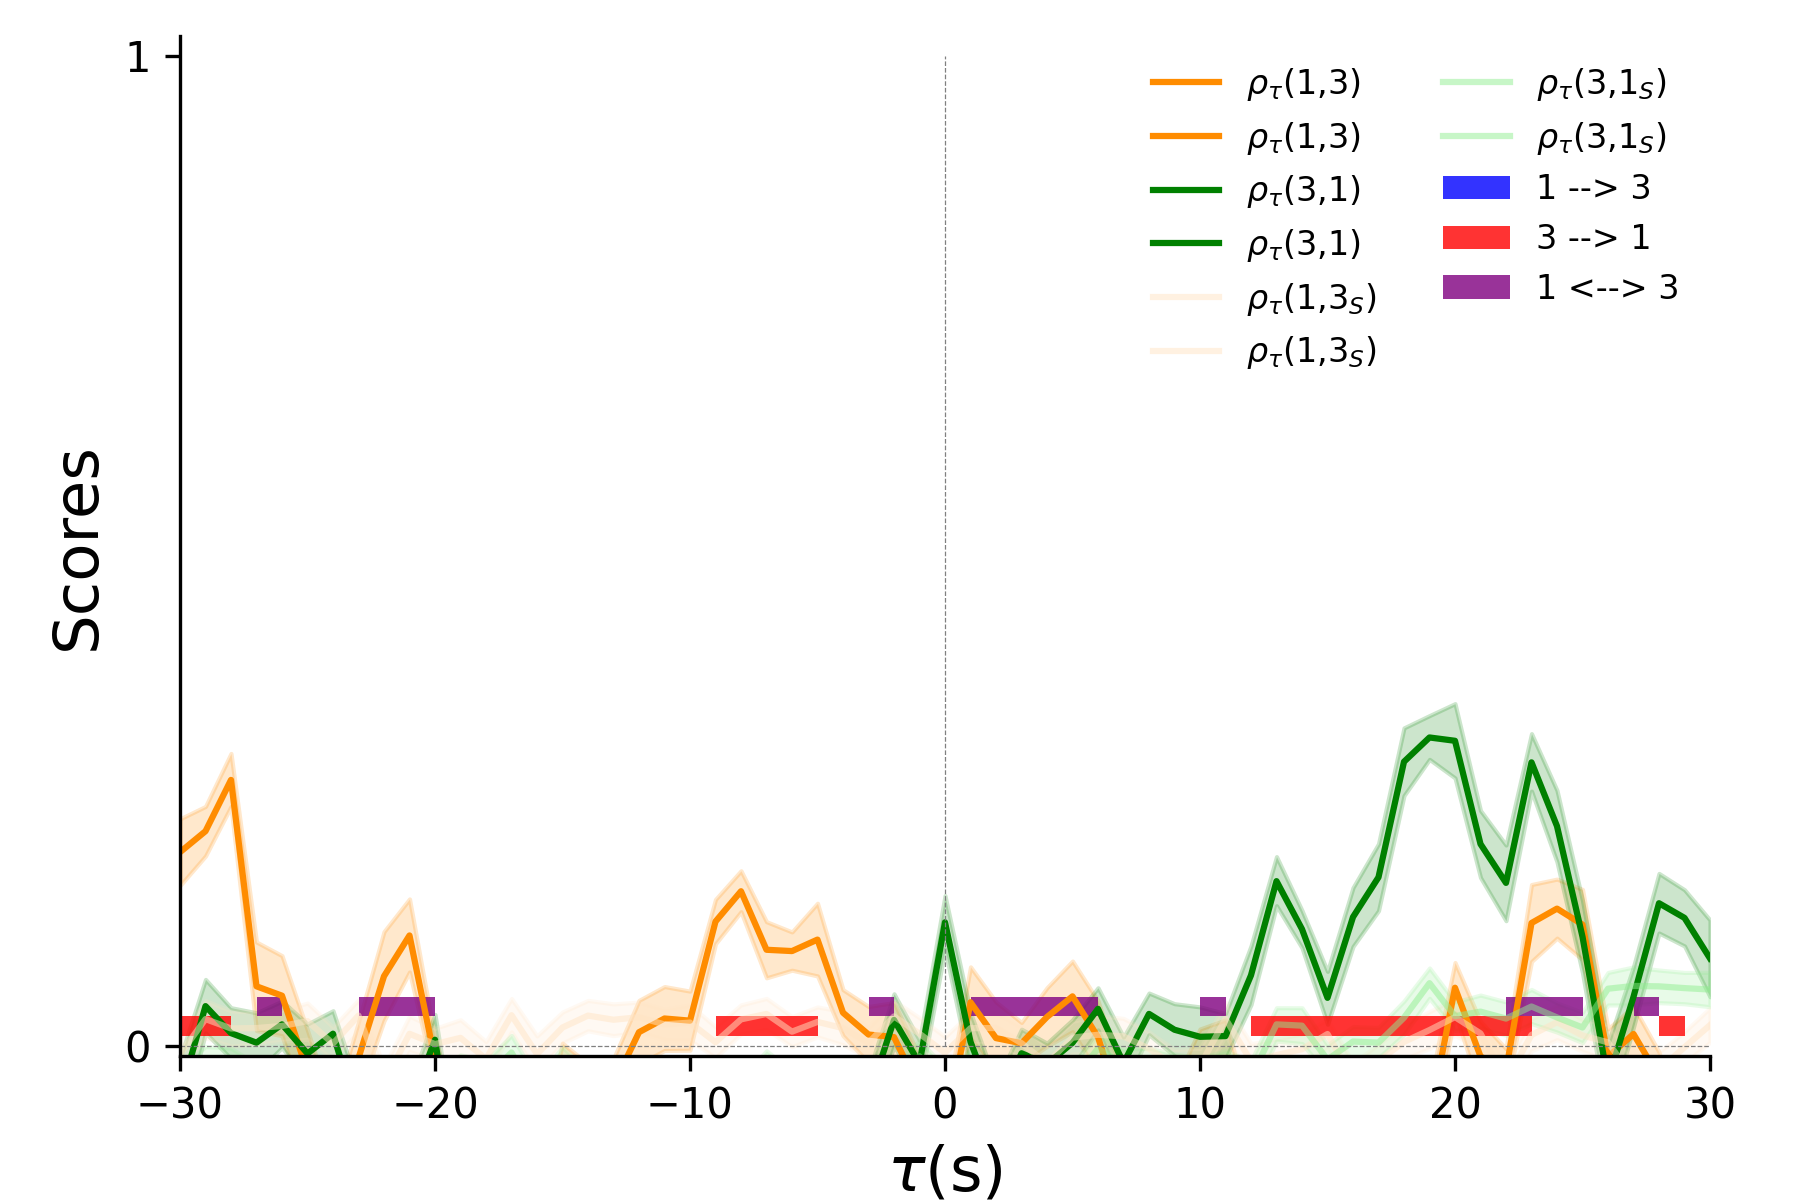 1
Scores
0
ρτ(1,3)
ρτ(1,3)
ρτ(3,1)
ρτ(3,1)
ρτ(1,3S)
ρτ(1,3S)
ρτ(3,1S)
ρτ(3,1S)
1 --> 3
3 --> 1
1 <--> 3
−30 −20 −10 0 10 20 30
τ(s)